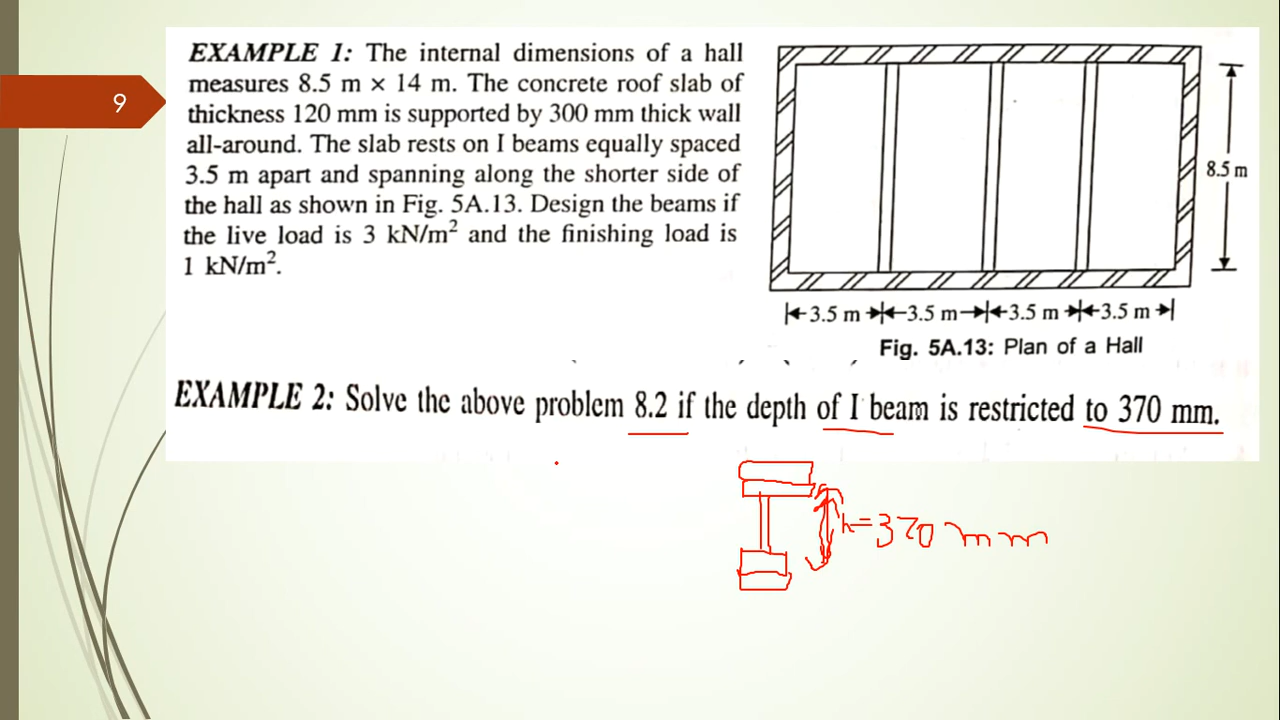 9
EXAMPLE 1: The internal dimensions of a hall
measures 8.5 m × 14 m. The concrete roof slab of
thickness 120 mm is supported by 300 mm thick wall
all-around. The slab rests on I beams equally spaced
3.5 m apart and spanning along the shorter side of
the hall as shown in Fig. 5A.13. Design the beams if
the live load is 3 kN/m² and the finishing load is
1 kN/m².
8.5 m
3.5 m 3.5 m 3.5 m 3.5 m
Fig. 5A.13: Plan of a Hall
EXAMPLE 2: Solve the above problem 8.2 if the depth of I beam is restricted to 370 mm.
h=370 mm